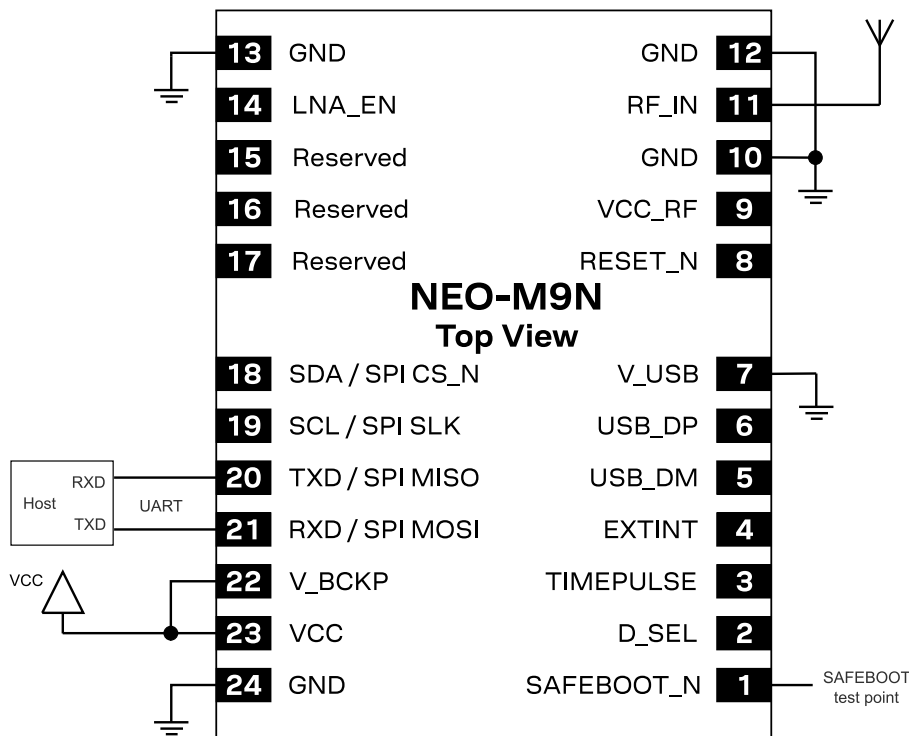 13 GND GND 12
14 LNA_EN RF_IN 11
15 Reserved GND 10
16 Reserved VCC_RF 9
17 Reserved RESET_N 8
NEO-M9N
Top View
18 SDA / SPI CS_N V_USB 7
19 SCL / SPI SLK USB_DP 6
RXD 20 TXD / SPI MISO USB_DM 5
Host UART
TXD 21 RXD / SPI MOSI EXTINT 4
VCC 22 V_BCKP TIMEPULSE 3
23 VCC D_SEL 2
24 GND SAFEBOOT_N 1 SAFEBOOT
test point